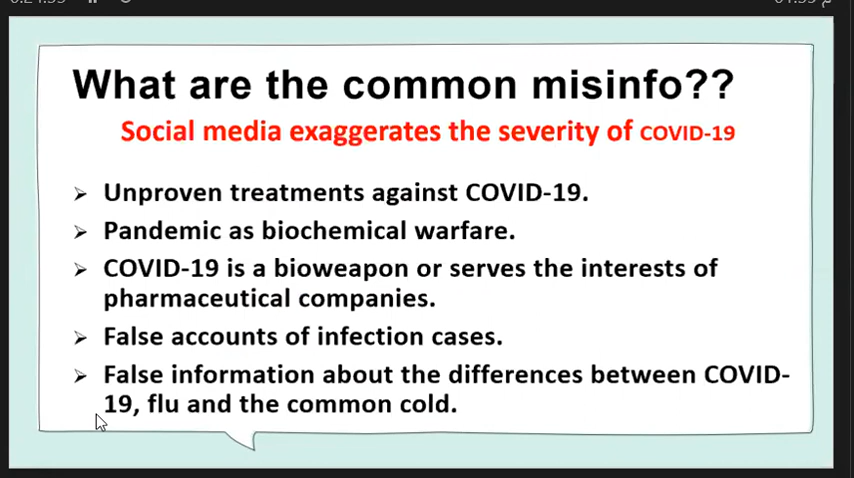 What are the common misinfo??
Social media exaggerates the severity of COVID-19
➢ Unproven treatments against COVID-19.
➢ Pandemic as biochemical warfare.
➢ COVID-19 is a bioweapon or serves the interests of
pharmaceutical companies.
➢ False accounts of infection cases.
➢ False information about the differences between COVID-
19, flu and the common cold.